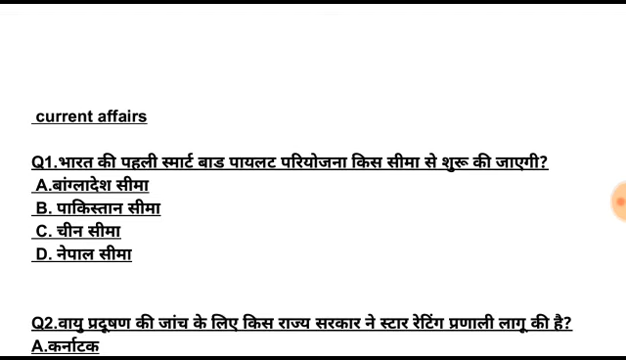 current affairs
Q1.भारत की पहली स्मार्ट बाड पायलट परियोजना किस सीमा से शुरू की जाएगी?
A.बांग्लादेश सीमा
B. पाकिस्तान सीमा
C. चीन सीमा
D. नेपाल सीमा
Q2.वायु प्रदूषण की जांच के लिए किस राज्य सरकार ने स्टार रेटिंग प्रणाली लागू की है?
A.कर्नाटक